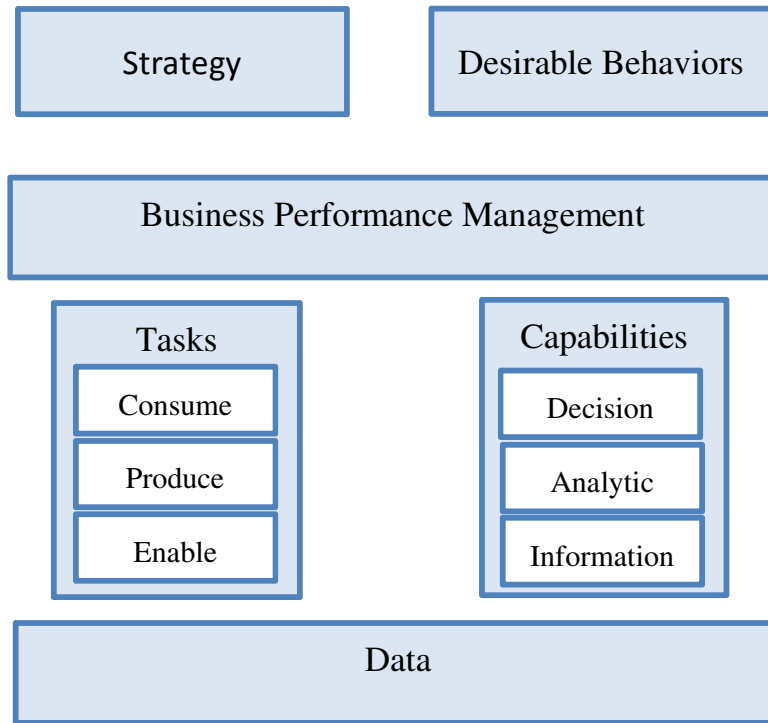 Strategy
Desirable Behaviors
Business Performance Management
Tasks
Consume
Produce
Enable
Capabilities
Decision
Analytic
Information
Data